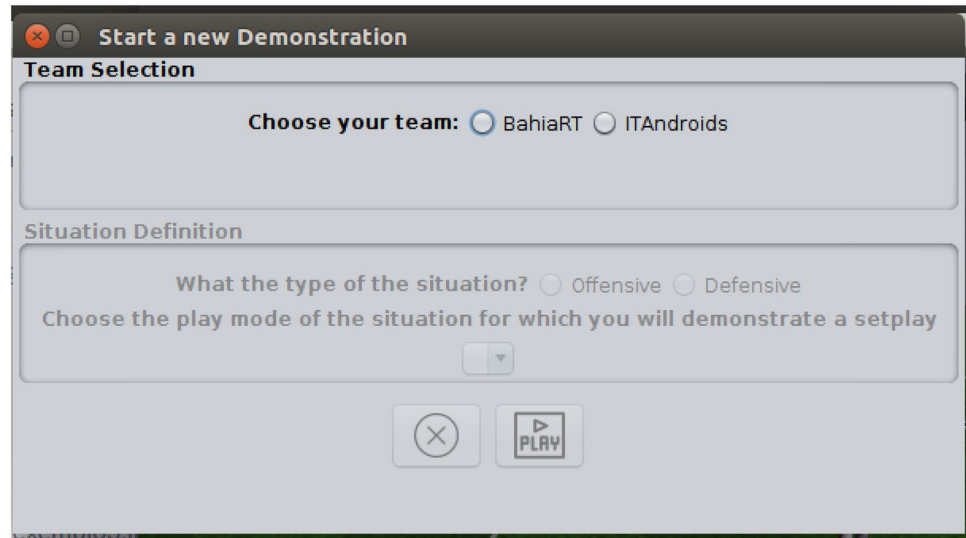 Start a new Demonstration
Team Selection
Choose your team: BahiaRT ITAndroids
Situation Definition
What the type of the situation? Offensive Defensive
Choose the play mode of the situation for which you will demonstrate a setplay
PLAY